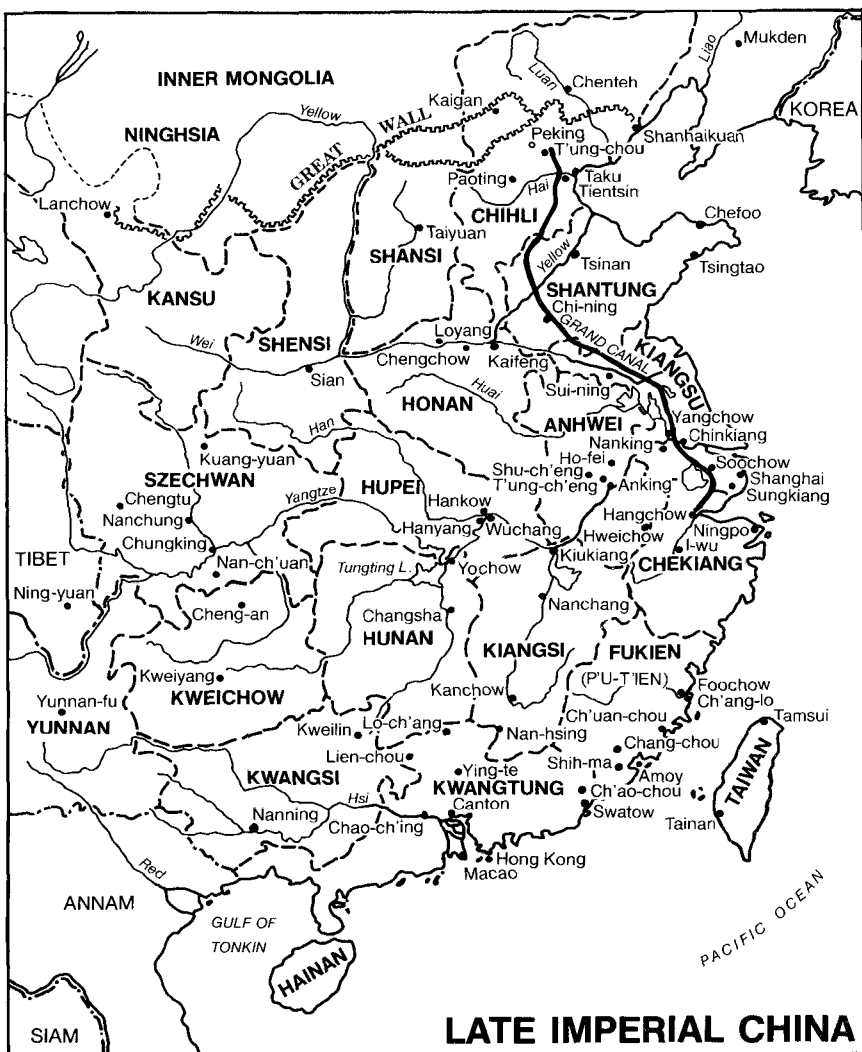 Mukden
Liao
Luan
Chenteh
INNER MONGOLIA
Kaigan
KOREA
Yellow
WALL
NINGHSIA
GREAT
Peking
Shanhaikuan
T'ung-chou
Paoting
Hai
Taku
Tientsin
Lanchow
CHIHLI
Chefoo
Taiyuan
SHANSI
Yellow
Tsinan
Tsingtao
KANSU
SHANTUNG
Chi-ning
GRAND CANAL
Wei
SHENSI
Loyang
Chengchow
Kaifeng
KIANGSU
Sian
Sui-ning
Huai
HONAN
ANHWEI
Yangchow
Han
Nanking
Chinkiang
Kuang-yuan
Ho-fei
Soochow
SZECHWAN
Shu-ch'eng
Shanghai
HUPEI
T'ung-ch'eng
Anking
Sungkiang
Chengtu
Yangtze
Hankow
Hangchow
Nanchung
Hanyang
Wuchang
Hweichow
Ningpo
Chungking
I-wu
TIBET
Nan-ch'uan
Tungting L.
Yochow
Kiukiang
CHEKIANG
Ning-yuan
Cheng-an
Changsha
Nanchang
HUNAN
KIANGSI
FUKIEN
Kweiyang
(P'U-T'IEN)
KWEICHOW
Kanchow
Foochow
Yunnan-fu
Ch'ang-lo
YUNNAN
Kweilin
Lo-ch'ang
Ch'uan-chou
Tamsui
Nan-hsing
Lien-chou
Chang-chou
Shih-ma
KWANGSI
Ying-te
Amoy
TAIWAN
KWANGTUNG
Ch'ao-chou
Hsi
Canton
Swatow
Nanning
Chao-ch'ing
Tainan
Hong Kong
Red
Macao
ANNAM
GULF OF
TONKIN
PACIFIC OCEAN
HAINAN
SIAM
LATE IMPERIAL CHINA